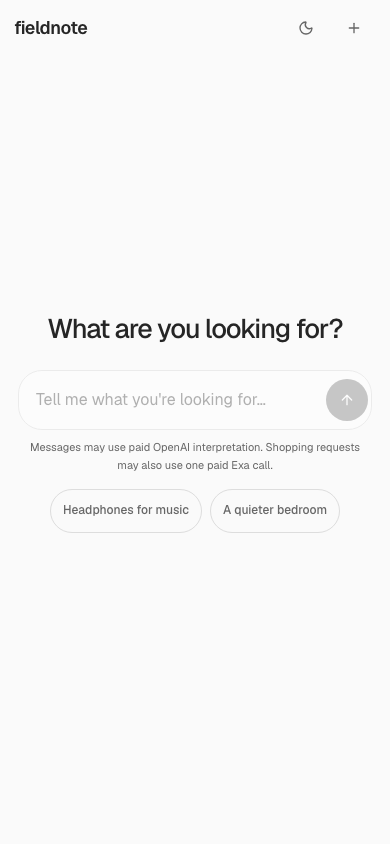 fieldnote
What are you looking for?
Tell me what you're looking for...
Messages may use paid OpenAI interpretation. Shopping requests
may also use one paid Exa call.
Headphones for music
A quieter bedroom